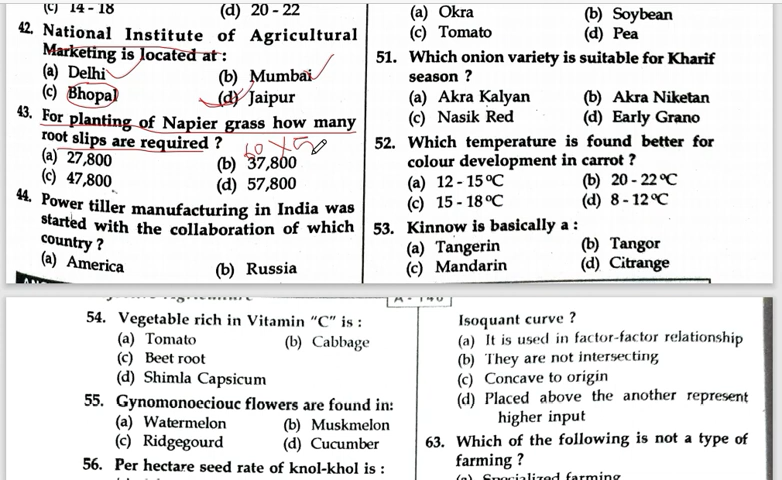 (c) 14 - 18
(d) 20 - 22
42. National Institute of Agricultural
Marketing is located at :
(a) Delhi
(b) Mumbai
(c) Bhopal
(d) Jaipur
43. For planting of Napier grass how many
root slips are required ?
60 X 5
(a) 27,800
(b) 37,800
(c) 47,800
(d) 57,800
44. Power tiller manufacturing in India was
started with the collaboration of which
country ?
(a) America
(b) Russia
(a) Okra
(b) Soybean
(c) Tomato
(d) Pea
51. Which onion variety is suitable for Kharif
season ?
(a) Akra Kalyan
(b) Akra Niketan
(c) Nasik Red
(d) Early Grano
52. Which temperature is found better for
colour development in carrot ?
(a) 12 - 15°C
(b) 20 - 22°C
(c) 15 - 18°C
(d) 8 - 12°C
53. Kinnow is basically a :
(a) Tangerin
(b) Tangor
(c) Mandarin
(d) Citrange
54. Vegetable rich in Vitamin "C" is :
(a) Tomato
(b) Cabbage
(c) Beet root
(d) Shimla Capsicum
55. Gynomonoeciouc flowers are found in:
(a) Watermelon
(b) Muskmelon
(c) Ridgegourd
(d) Cucumber
56. Per hectare seed rate of knol-khol is :
Isoquant curve ?
(a) It is used in factor-factor relationship
(b) They are not intersecting
(c) Concave to origin
(d) Placed above the another represent
higher input
63. Which of the following is not a type of
farming ?
(a) Specialized farming